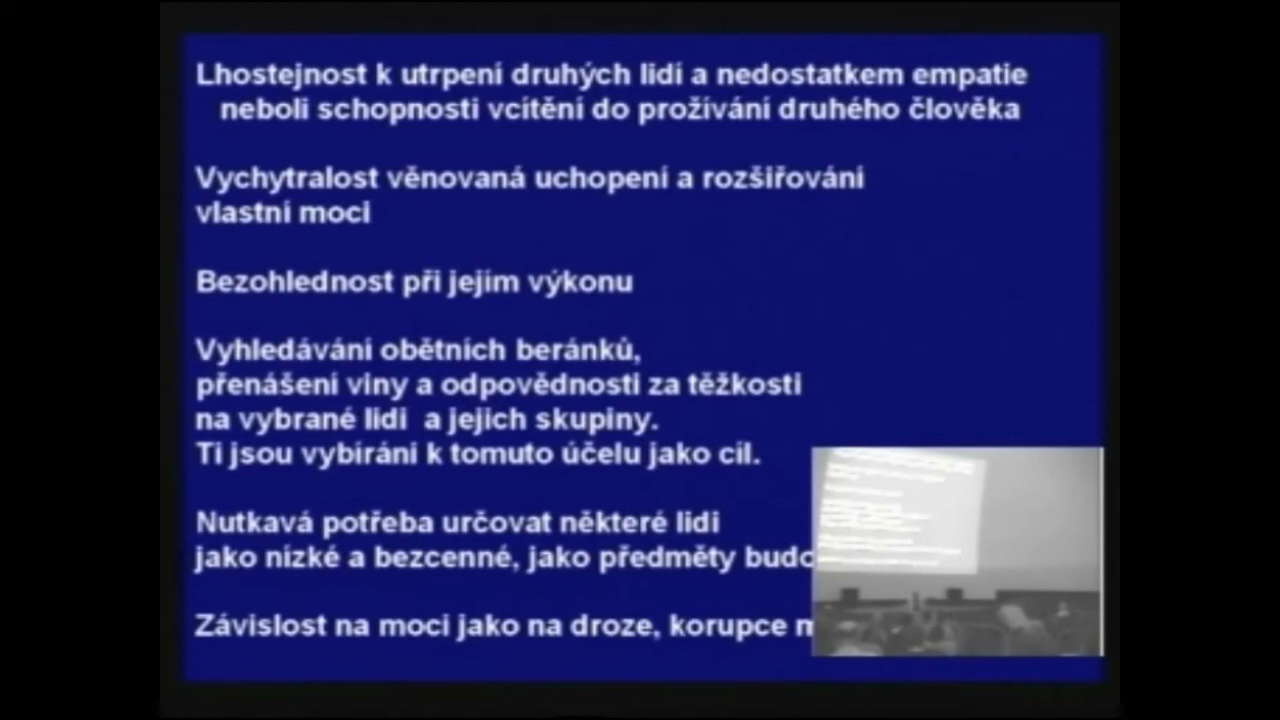 Lhostejnost k utrpení druhých lidí a nedostatkem empatie
neboli schopnosti vcítění do prožívání druhého člověka
Vychytralost věnovaná uchopení a rozšiřování
vlastní moci
Bezohlednost při jejím výkonu
Vyhledávání obětních beránků,
přenášení viny a odpovědnosti za těžkosti
na vybrané lidí a jejich skupiny.
Ti jsou vybíráni k tomuto účelu jako cíl.
Nutkavá potřeba určovat některé lidi
jako nízké a bezcenné, jako předměty
Závislost na moci jako na droze, korupce